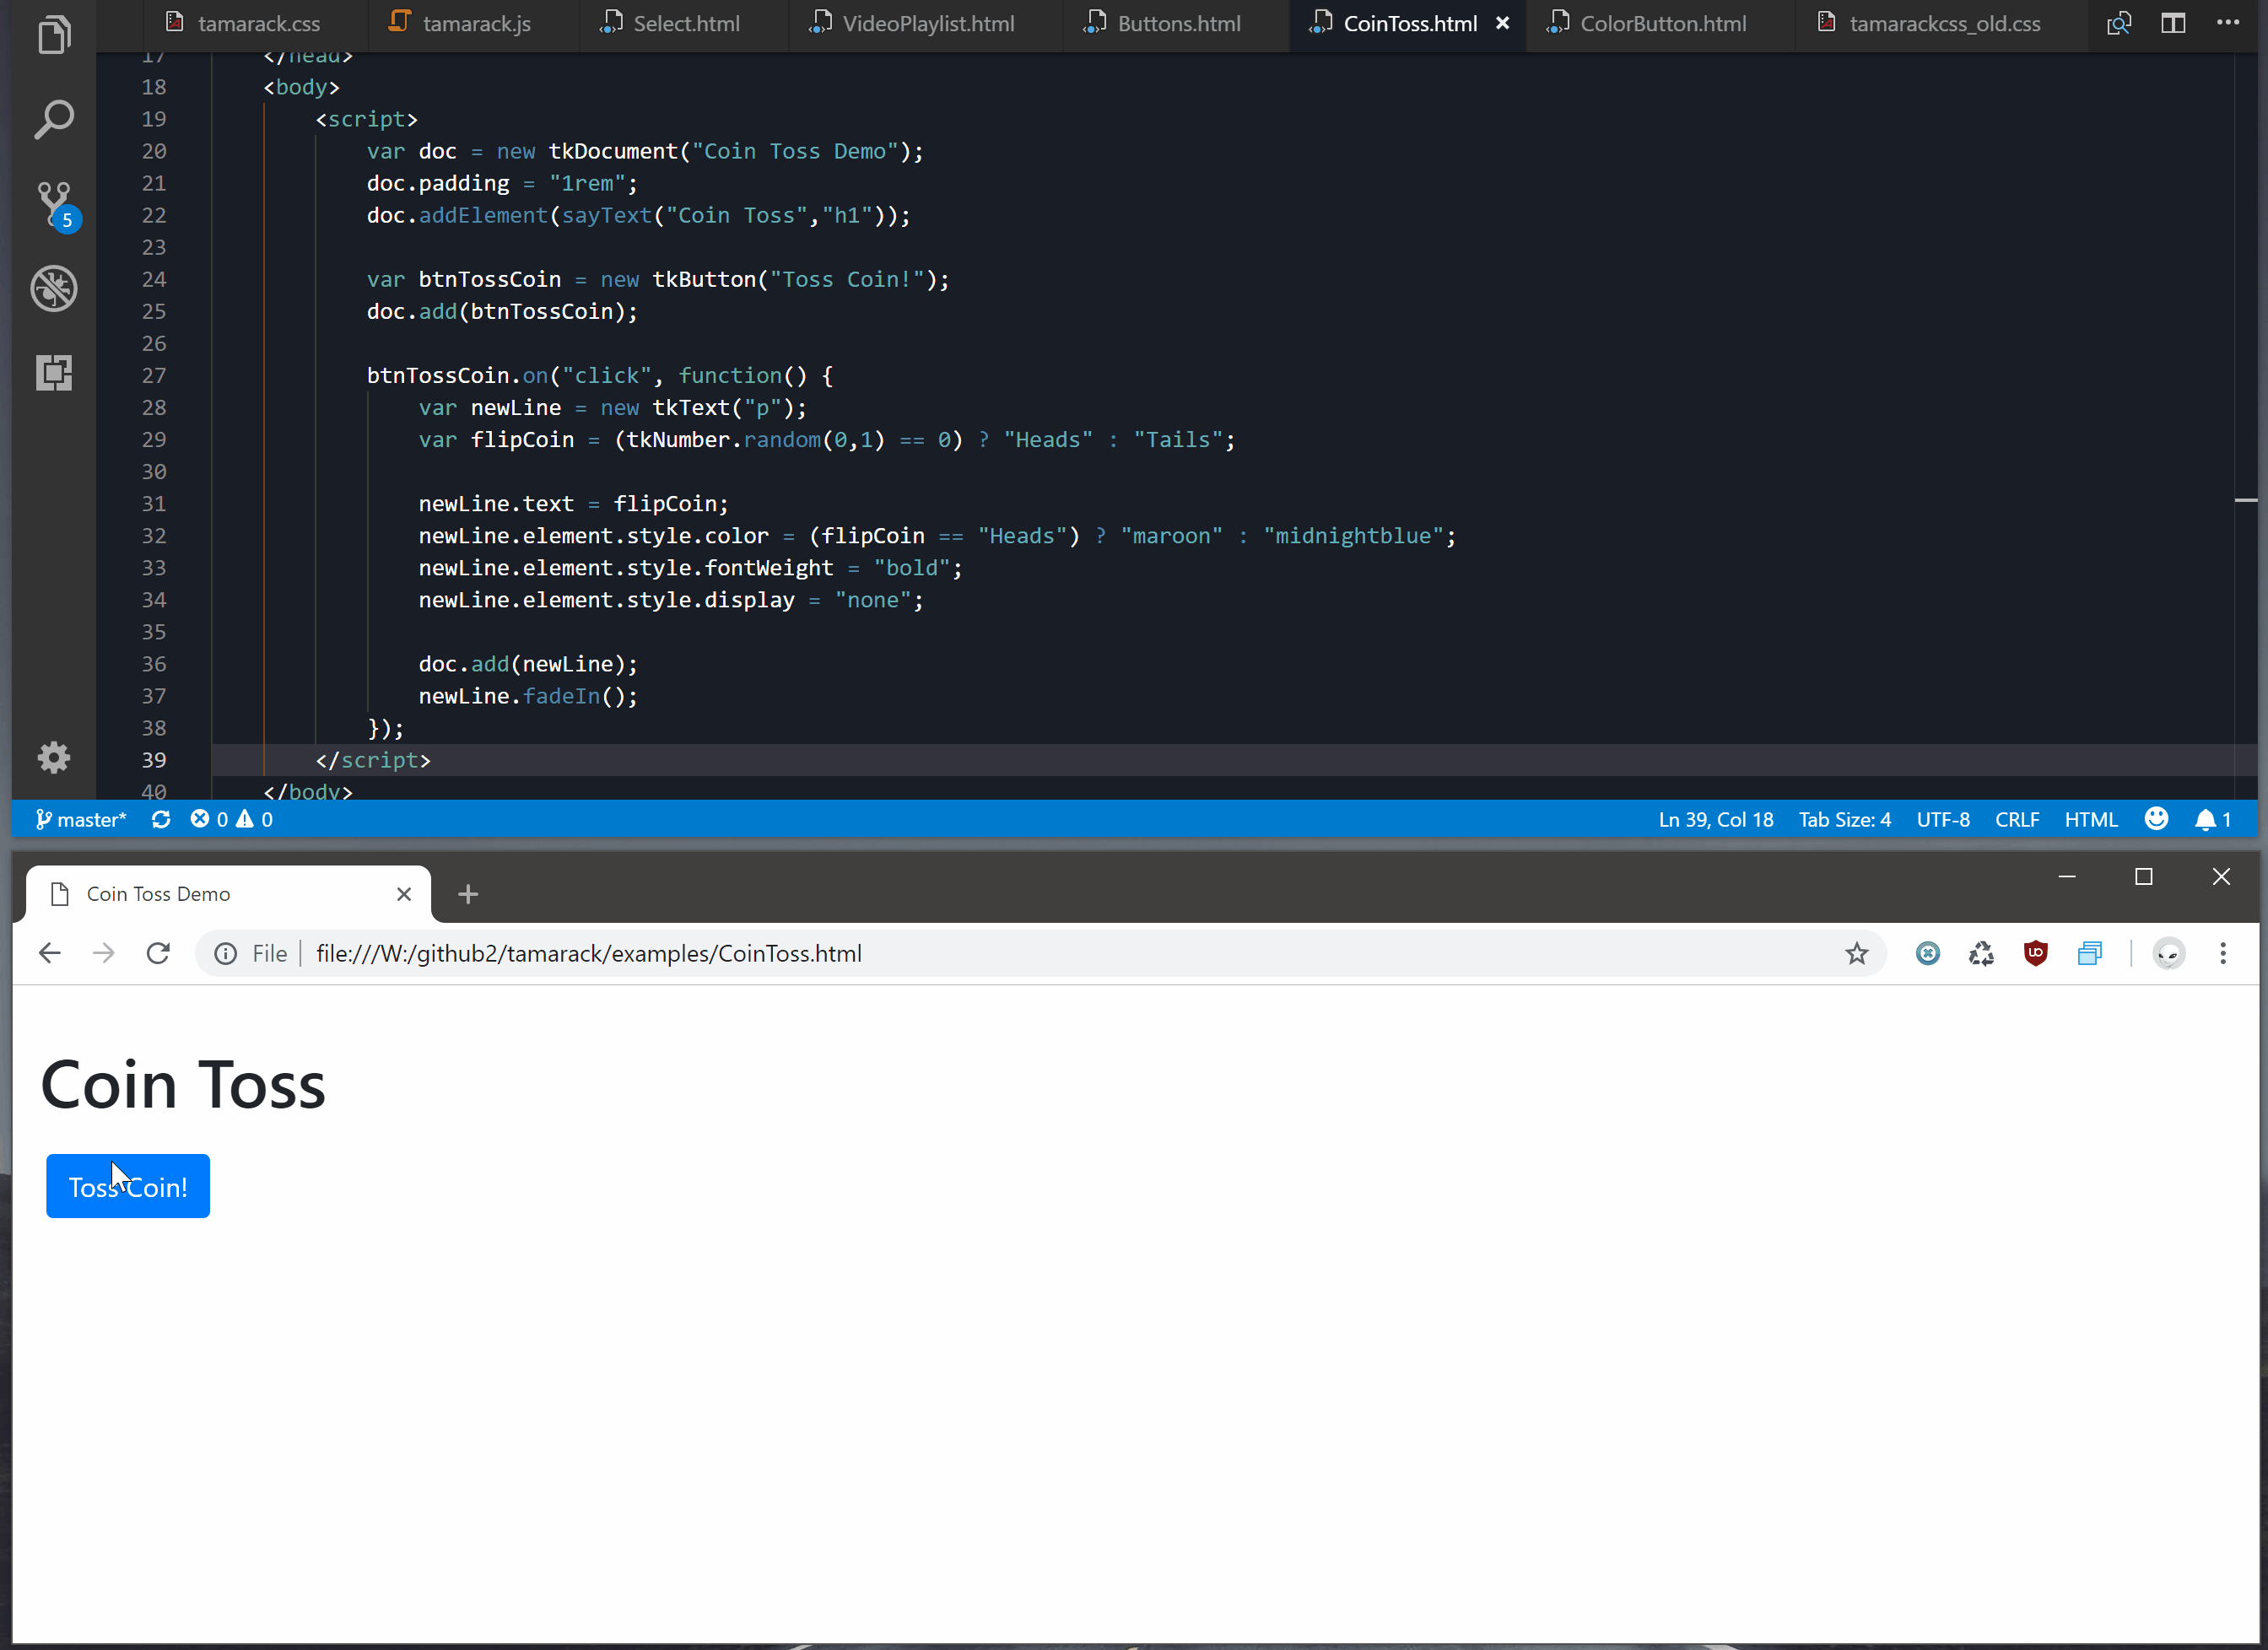 tamarack.css tamarack.js Select.html VideoPlaylist.html Buttons.html CoinToss.html ColorButton.html tamarackcss_old.css
17 </head>
18 <body>
19 <script>
20 var doc = new tkDocument("Coin Toss Demo");
21 doc.padding = "1rem";
22 doc.addElement(sayText("Coin Toss","h1"));
23
24 var btnTossCoin = new tkButton("Toss Coin!");
25 doc.add(btnTossCoin);
26
27 btnTossCoin.on("click", function() {
28 var newLine = new tkText("p");
29 var flipCoin = (tkNumber.random(0,1) == 0) ? "Heads" : "Tails";
30
31 newLine.text = flipCoin;
32 newLine.element.style.color = (flipCoin == "Heads") ? "maroon" : "midnightblue";
33 newLine.element.style.fontWeight = "bold";
34 newLine.element.style.display = "none";
35
36 doc.add(newLine);
37 newLine.fadeIn();
38 });
39 </script>
40 </body>
5
master* 0 0 Ln 39, Col 18 Tab Size: 4 UTF-8 CRLF HTML 1
Coin Toss Demo
File file:///W:/github2/tamarack/examples/CoinToss.html
Coin Toss
Toss Coin!